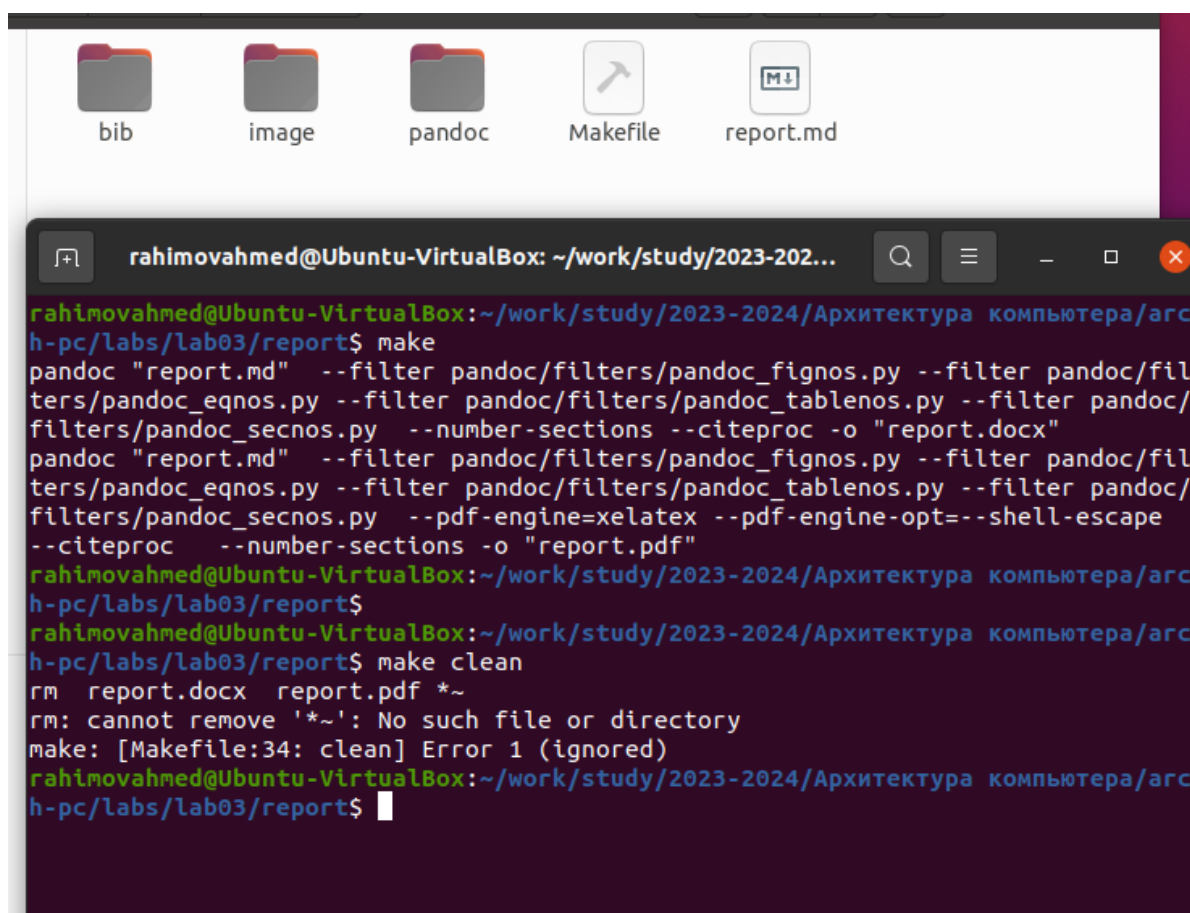 bib
image
pandoc
Makefile
report.md
rahimovahmed@Ubuntu-VirtualBox: ~/work/study/2023-202...
rahimovahmed@Ubuntu-VirtualBox:~/work/study/2023-2024/Архитектура компьютера/arc
h-pc/labs/lab03/report$ make
pandoc "report.md"  --filter pandoc/filters/pandoc_fignos.py --filter pandoc/fil
ters/pandoc_eqnos.py --filter pandoc/filters/pandoc_tablenos.py --filter pandoc/
filters/pandoc_secnos.py  --number-sections --citeproc -o "report.docx"
pandoc "report.md"  --filter pandoc/filters/pandoc_fignos.py --filter pandoc/fil
ters/pandoc_eqnos.py --filter pandoc/filters/pandoc_tablenos.py --filter pandoc/
filters/pandoc_secnos.py  --pdf-engine=xelatex --pdf-engine-opt=--shell-escape
--citeproc   --number-sections -o "report.pdf"
rahimovahmed@Ubuntu-VirtualBox:~/work/study/2023-2024/Архитектура компьютера/arc
h-pc/labs/lab03/report$
rahimovahmed@Ubuntu-VirtualBox:~/work/study/2023-2024/Архитектура компьютера/arc
h-pc/labs/lab03/report$ make clean
rm  report.docx  report.pdf *~
rm: cannot remove '*~': No such file or directory
make: [Makefile:34: clean] Error 1 (ignored)
rahimovahmed@Ubuntu-VirtualBox:~/work/study/2023-2024/Архитектура компьютера/arc
h-pc/labs/lab03/report$